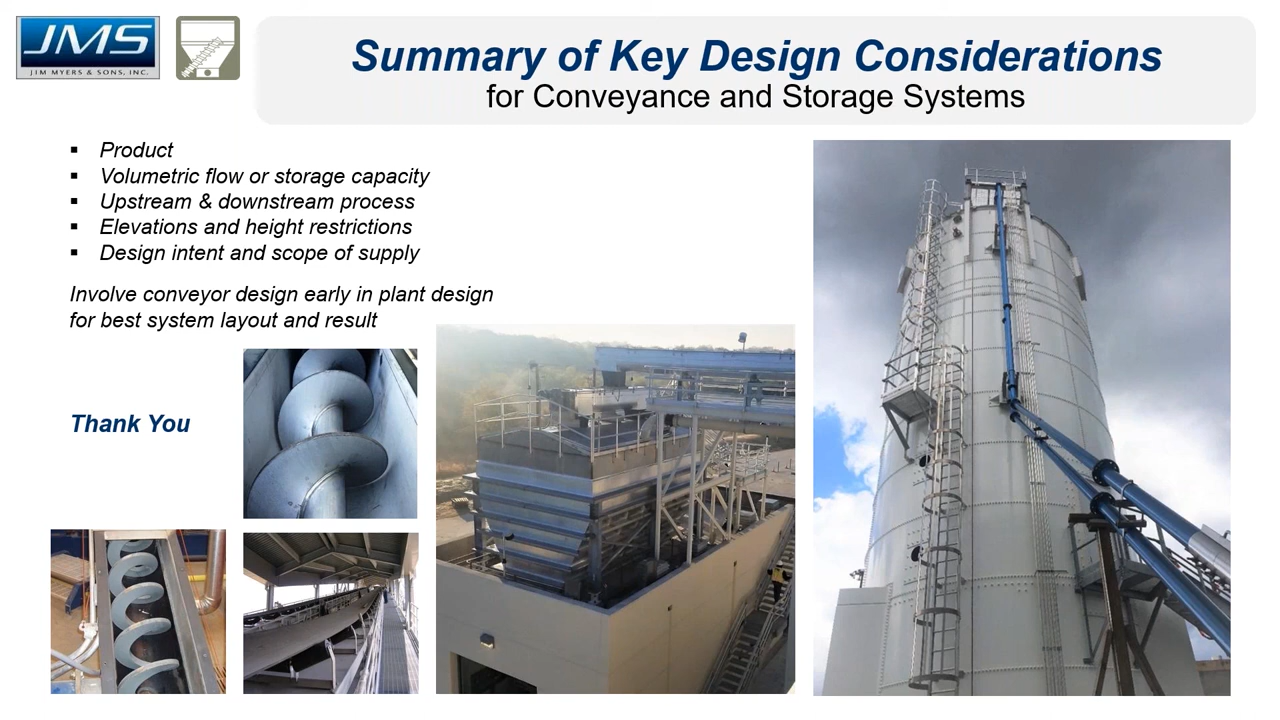 JMS
JIM MYERS & SONS, INC.
Summary of Key Design Considerations
for Conveyance and Storage Systems
▪ Product
▪ Volumetric flow or storage capacity
▪ Upstream & downstream process
▪ Elevations and height restrictions
▪ Design intent and scope of supply
Involve conveyor design early in plant design
for best system layout and result
Thank You